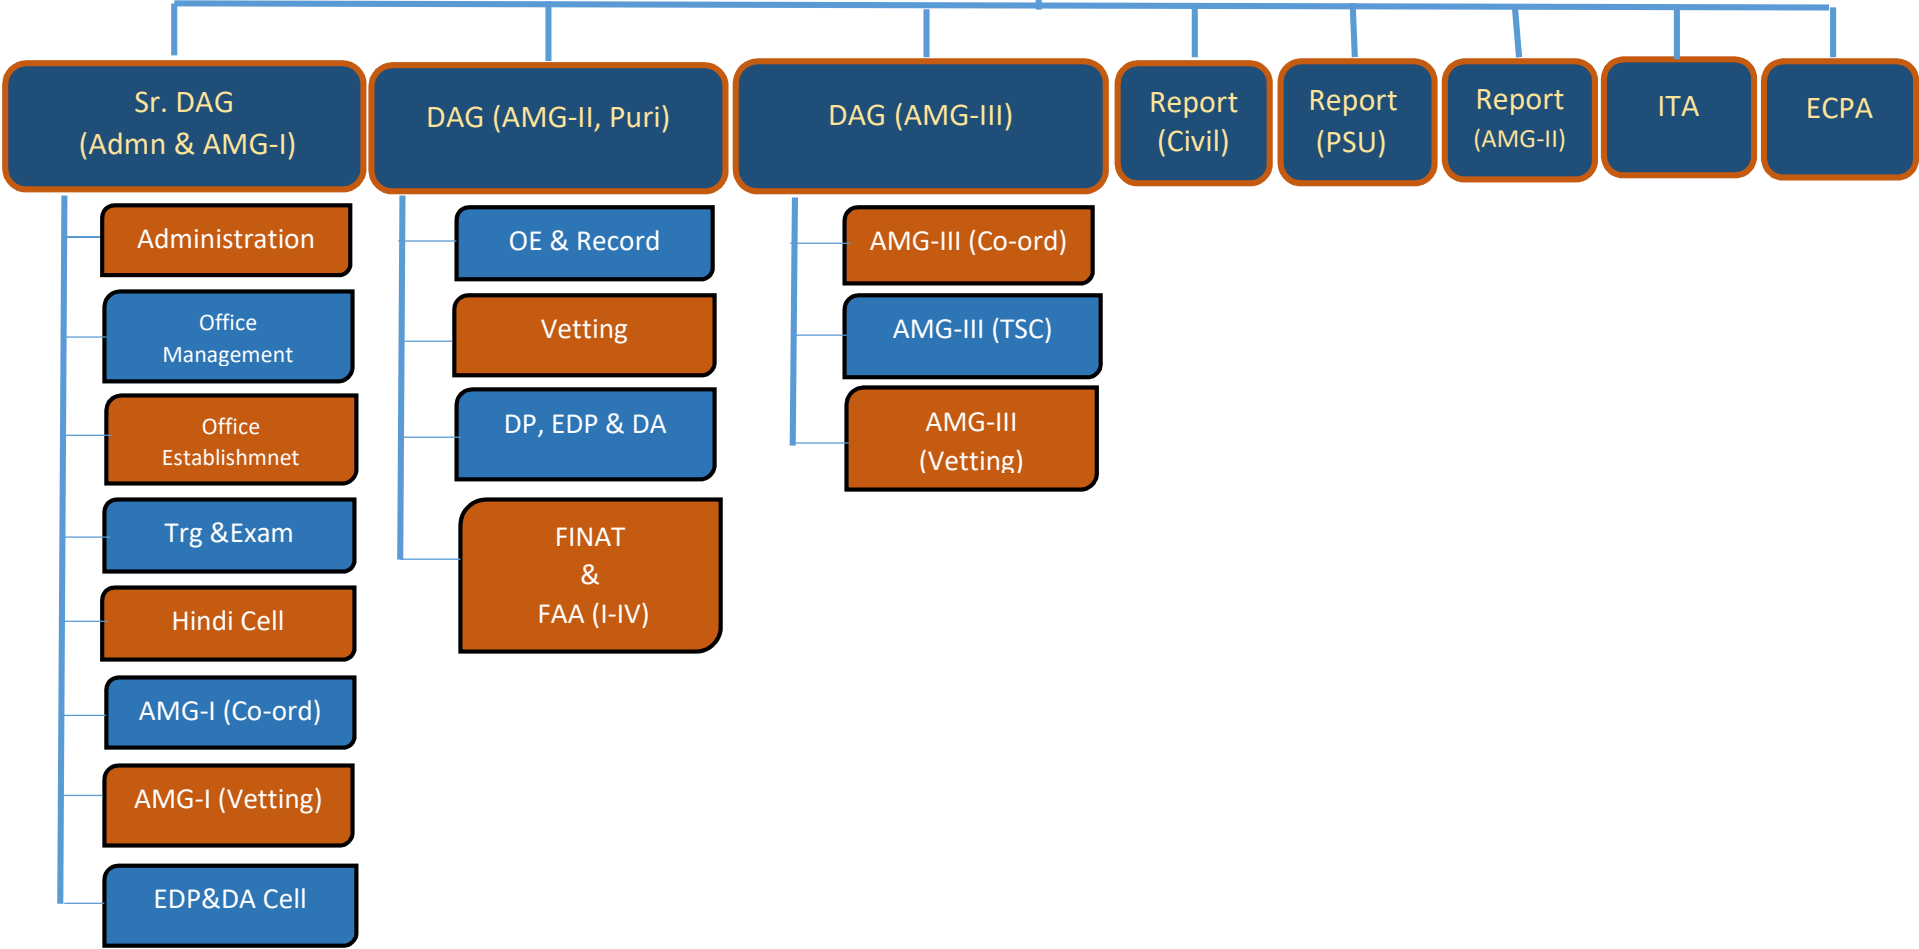 Sr. DAG
(Admn & AMG-I)
DAG (AMG-II, Puri)
DAG (AMG-III)
Report
(Civil)
Report
(PSU)
Report
(AMG-II)
ITA
ECPA
Administration
Office
Management
Office
Establishmnet
Trg &Exam
Hindi Cell
AMG-I (Co-ord)
AMG-I (Vetting)
EDP&DA Cell
OE & Record
Vetting
DP, EDP & DA
FINAT
&
FAA (I-IV)
AMG-III (Co-ord)
AMG-III (TSC)
AMG-III
(Vetting)